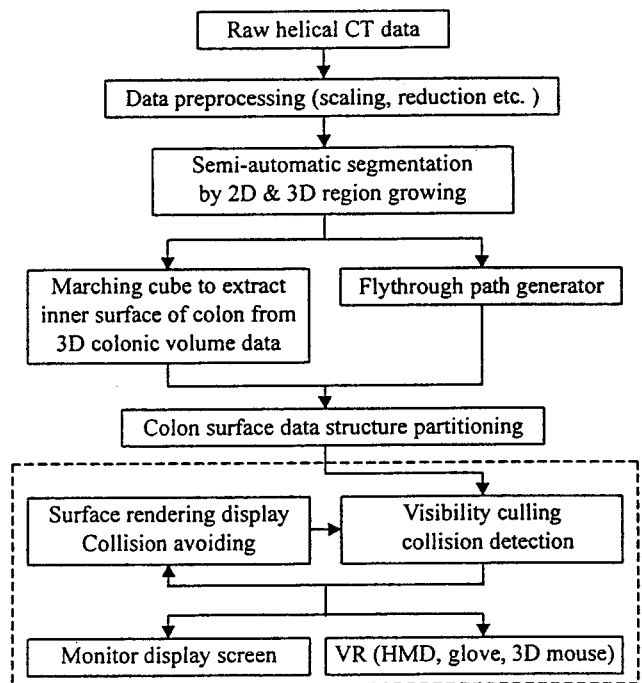 Raw helical CT data
Data preprocessing (scaling, reduction etc. )
Semi-automatic segmentation
by 2D & 3D region growing
Marching cube to extract
inner surface of colon from
3D colonic volume data
Flythrough path generator
Colon surface data structure partitioning
Surface rendering display
Collision avoiding
Visibility culling
collision detection
Monitor display screen
VR (HMD, glove, 3D mouse)